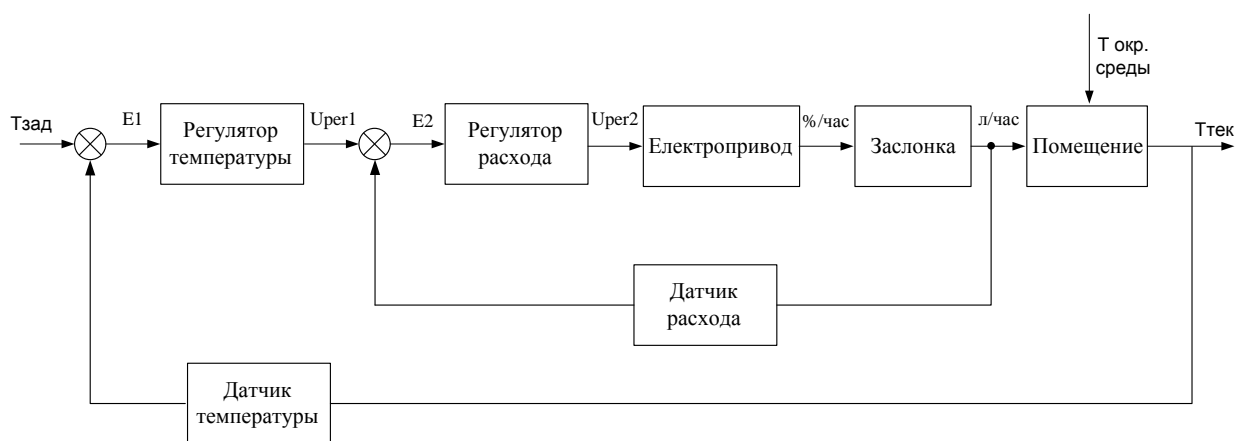 Т окр.
среды
Тзад
E1
Регулятор
температуры
Uper1
E2
Регулятор
расхода
Uper2
Електропривод
%/час
Заслонка
л/час
Помещение
Ттек
Датчик
расхода
Датчик
температуры